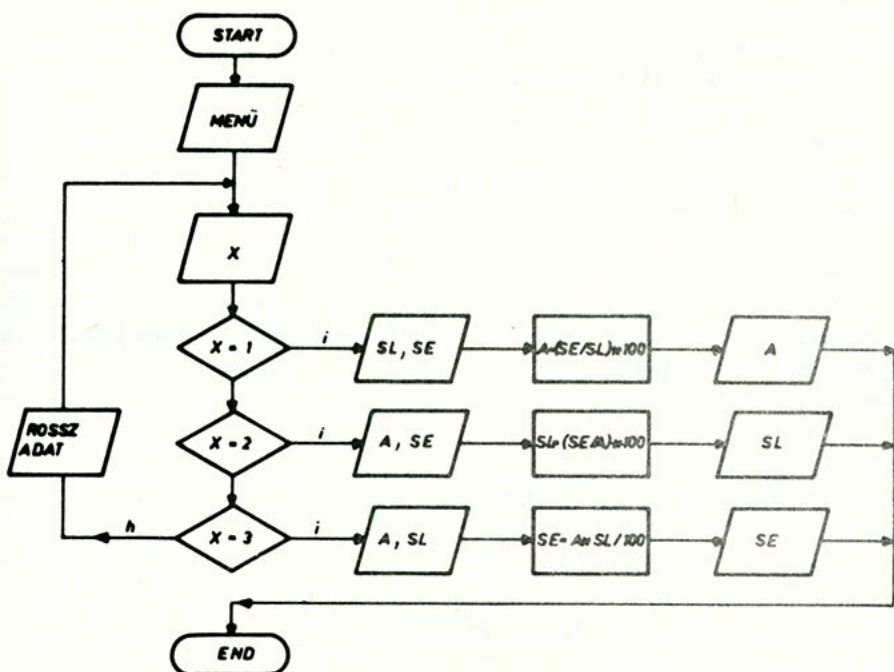 START
MENÜ
X
X = 1
i
SL, SE
A=(SE/SL)*100
A
X = 2
i
A, SE
SL=(SE/A)*100
SL
ROSSZ
ADAT
h
X = 3
i
A, SL
SE=A*SL/100
SE
END